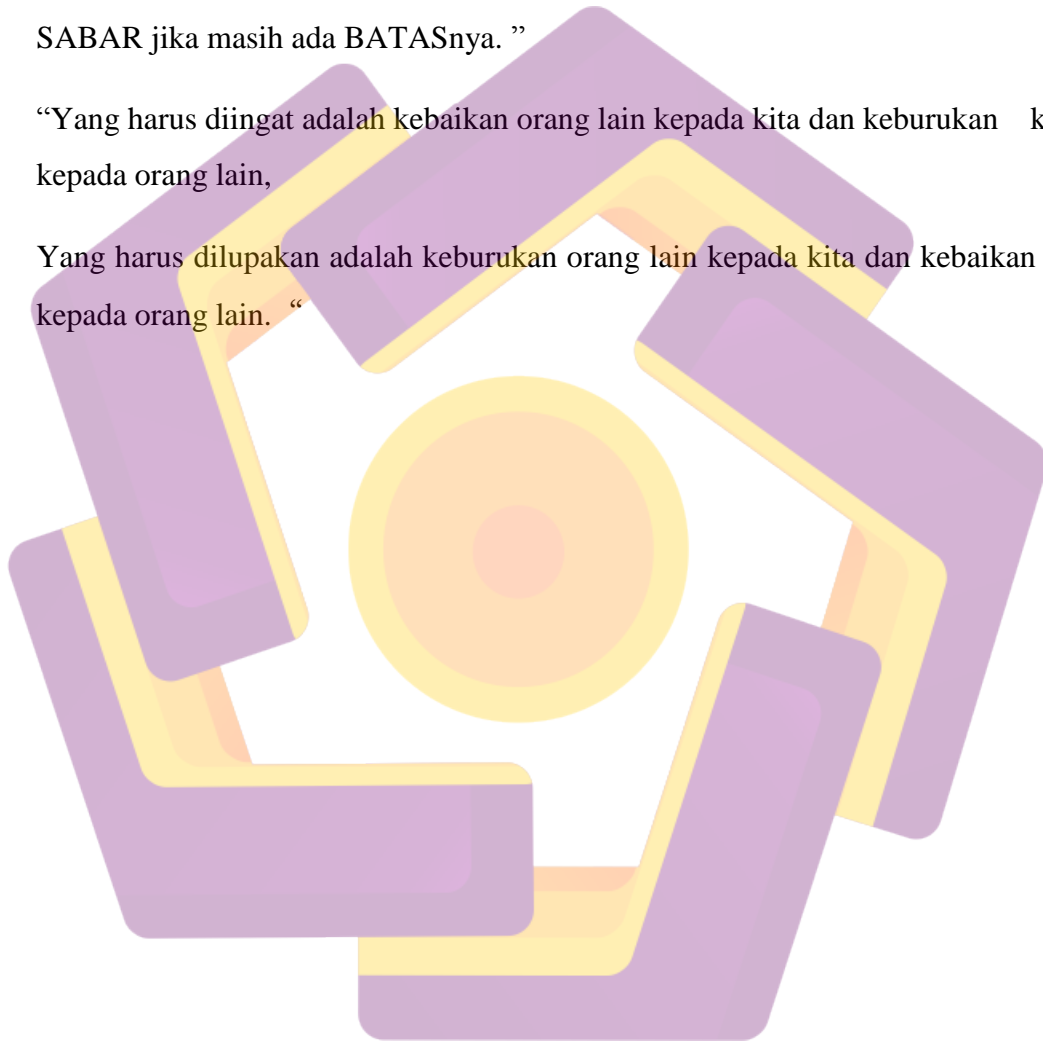 SABAR jika masih ada BATASnya. ”
“Yang harus diingat adalah kebaikan orang lain kepada kita dan keburukan
kepada orang lain,
Yang harus dilupakan adalah keburukan orang lain kepada kita dan kebaikan
kepada orang lain. “